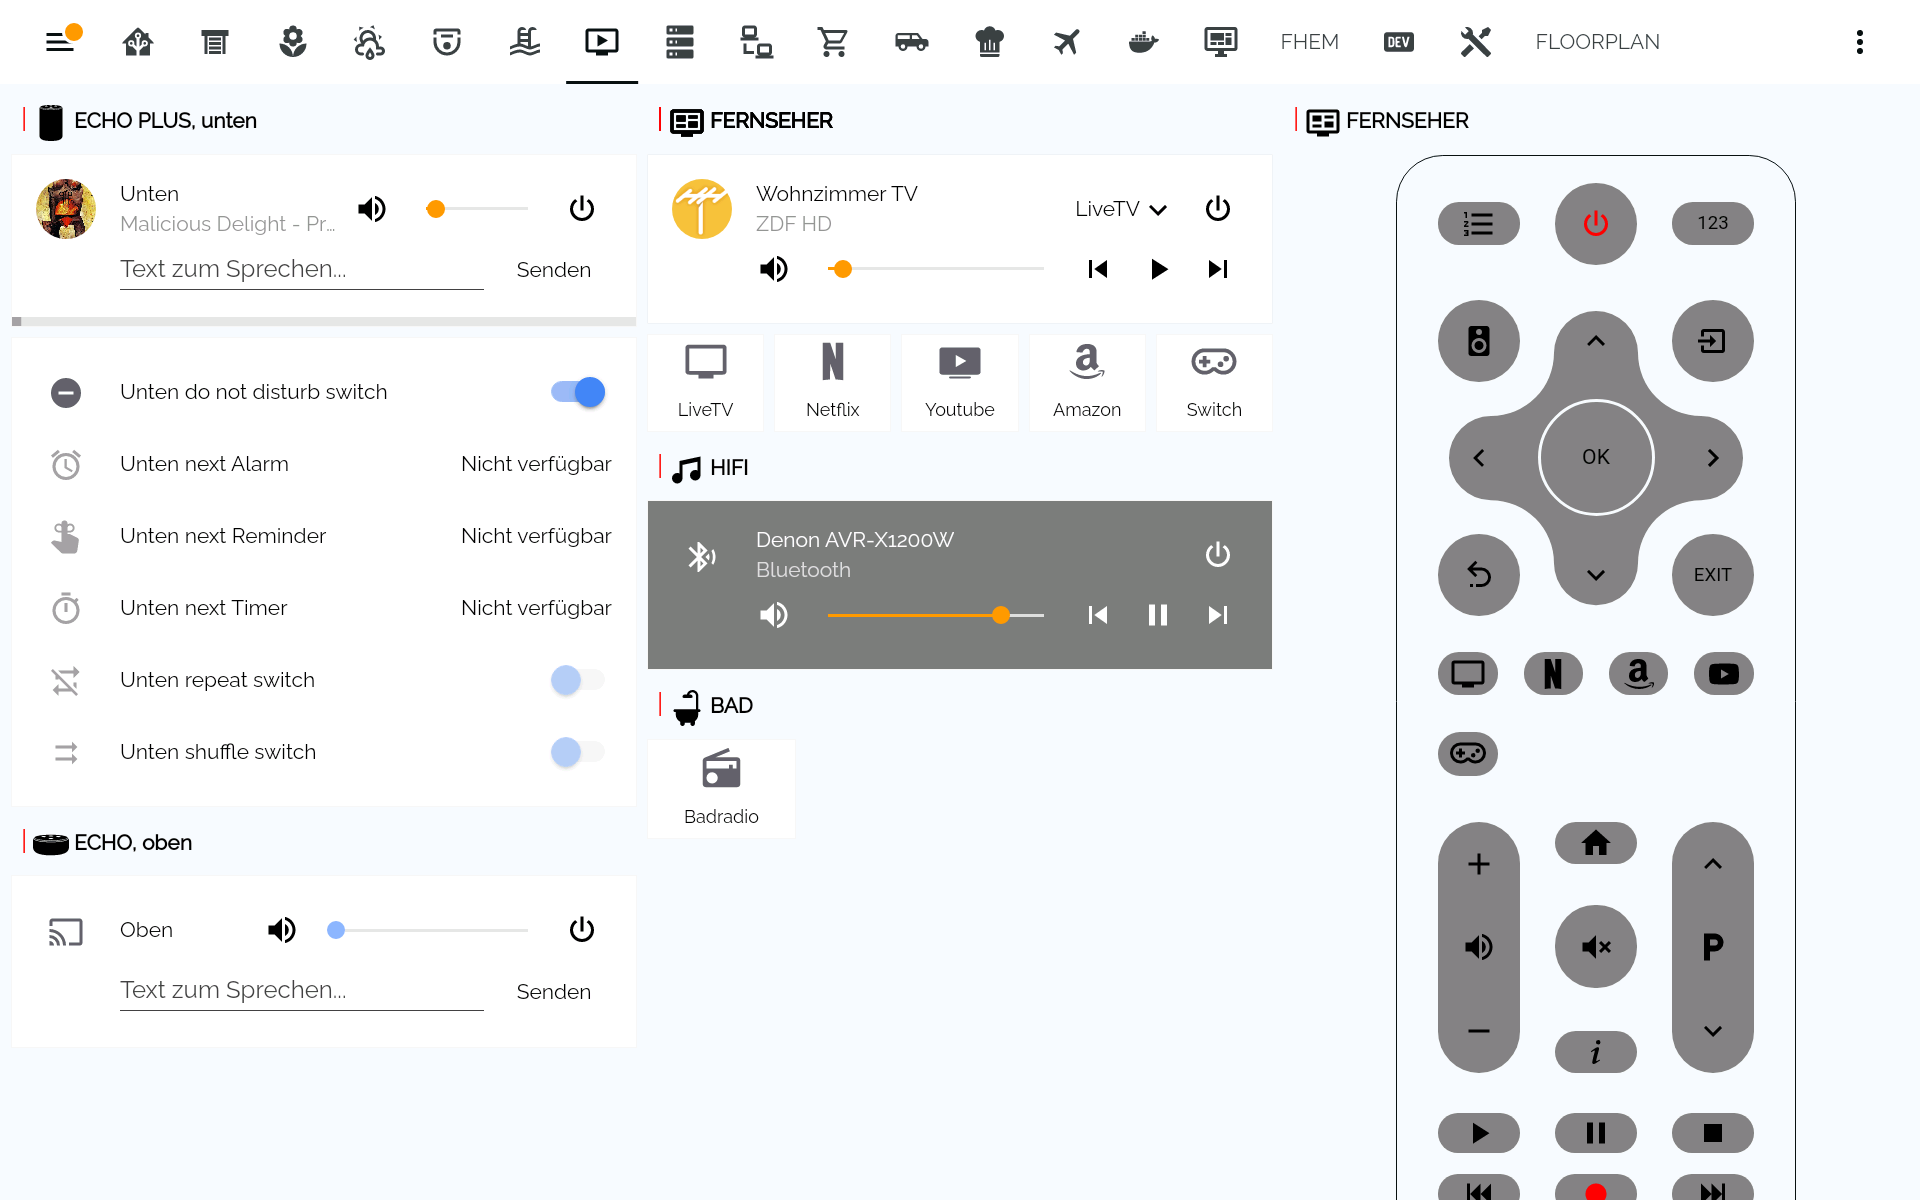 DEV
FHEM
FLOORPLAN
ECHO PLUS, unten
Unten
Malicious Delight - Pr...
Text zum Sprechen...
Senden
Unten do not disturb switch
Unten next Alarm
Nicht verfügbar
Unten next Reminder
Nicht verfügbar
Unten next Timer
Nicht verfügbar
Unten repeat switch
Unten shuffle switch
ECHO, oben
Oben
Text zum Sprechen...
Senden
FERNSEHER
Wohnzimmer TV
ZDF HD
LiveTV
LiveTV
Netflix
Youtube
Amazon
Switch
HIFI
Denon AVR-X1200W
Bluetooth
BAD
Badradio
FERNSEHER
123
OK
EXIT
P
i